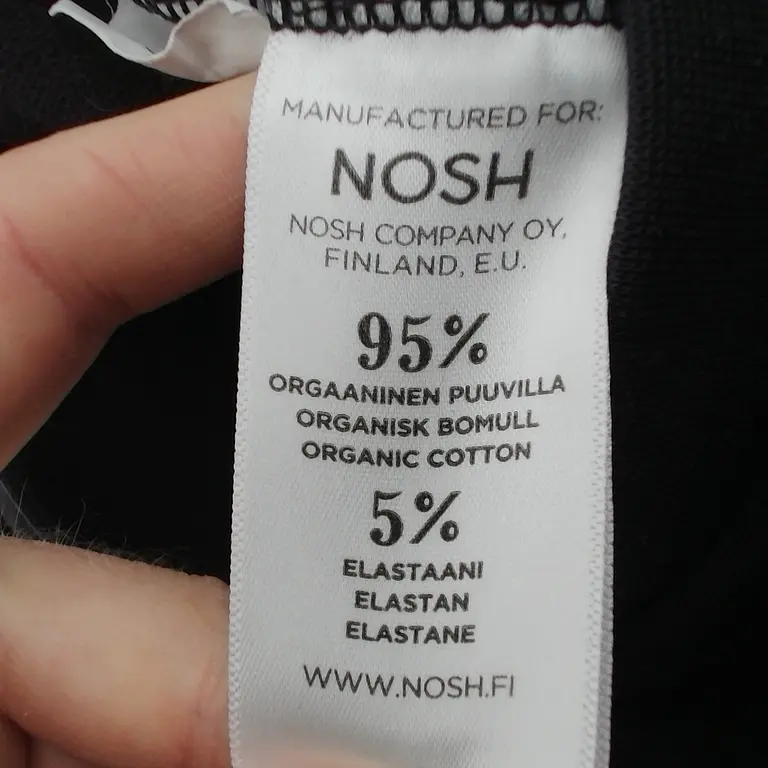 MANUFACTURED FOR:
NOSH
NOSH COMPANY OY.
FINLAND, E.U.
95%
ORGAANINEN PUUVILLA
ORGANISK BOMULL
ORGANIC COTTON
5%
ELASTAANI
ELASTAN
ELASTANE
WWW.NOSH.FI